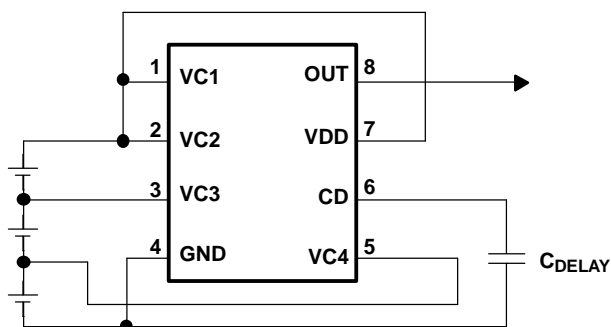 1 VC1 OUT 8
2 VC2 VDD 7
3 VC3 CD 6
4 GND VC4 5
CDELAY